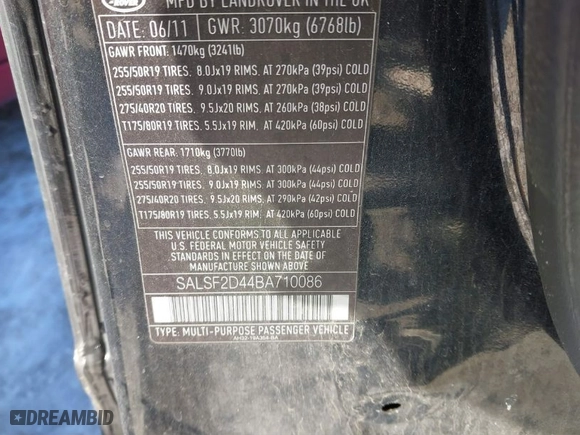 MFD BY LANDROVER IN THE UK
DATE: 06/11 GWR: 3070kg (6768lb)
GAWR FRONT: 1470kg (3241lb)
255/50R19 TIRES. 8.0Jx19 RIMS. AT 270kPa (39psi) COLD
255/50R19 TIRES. 9.0Jx19 RIMS. AT 270kPa (39psi) COLD
275/40R20 TIRES. 9.5Jx20 RIMS. AT 260kPa (38psi) COLD
T175/80R19 TIRES. 5.5Jx19 RIM. AT 420kPa (60psi) COLD
GAWR REAR: 1710kg (3770lb)
255/50R19 TIRES. 8.0Jx19 RIMS. AT 300kPa (44psi) COLD
255/50R19 TIRES. 9.0Jx19 RIMS. AT 300kPa (44psi) COLD
275/40R20 TIRES. 9.5Jx20 RIMS. AT 290kPa (42psi) COLD
T175/80R19 TIRES. 5.5Jx19 RIM. AT 420kPa (60psi) COLD
THIS VEHICLE CONFORMS TO ALL APPLICABLE
U.S. FEDERAL MOTOR VEHICLE SAFETY
STANDARDS IN EFFECT ON THE DATE OF
MANUFACTURE SHOWN ABOVE.
SALSF2D44BA710086
TYPE: MULTI-PURPOSE PASSENGER VEHICLE
DREAMBID